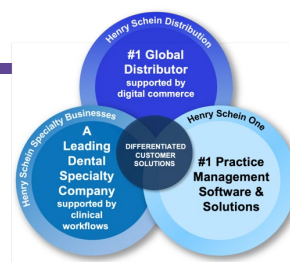 Henry Schein Distribution
#1 Global
Distributor
supported by
digital commerce
Henry Schein Specialty Businesses
A
Leading
Dental
Specialty
Company
supported by
clinical
workflows
DIFFERENTIATED
CUSTOMER
SOLUTIONS
Henry Schein One
#1 Practice
Management
Software &
Solutions